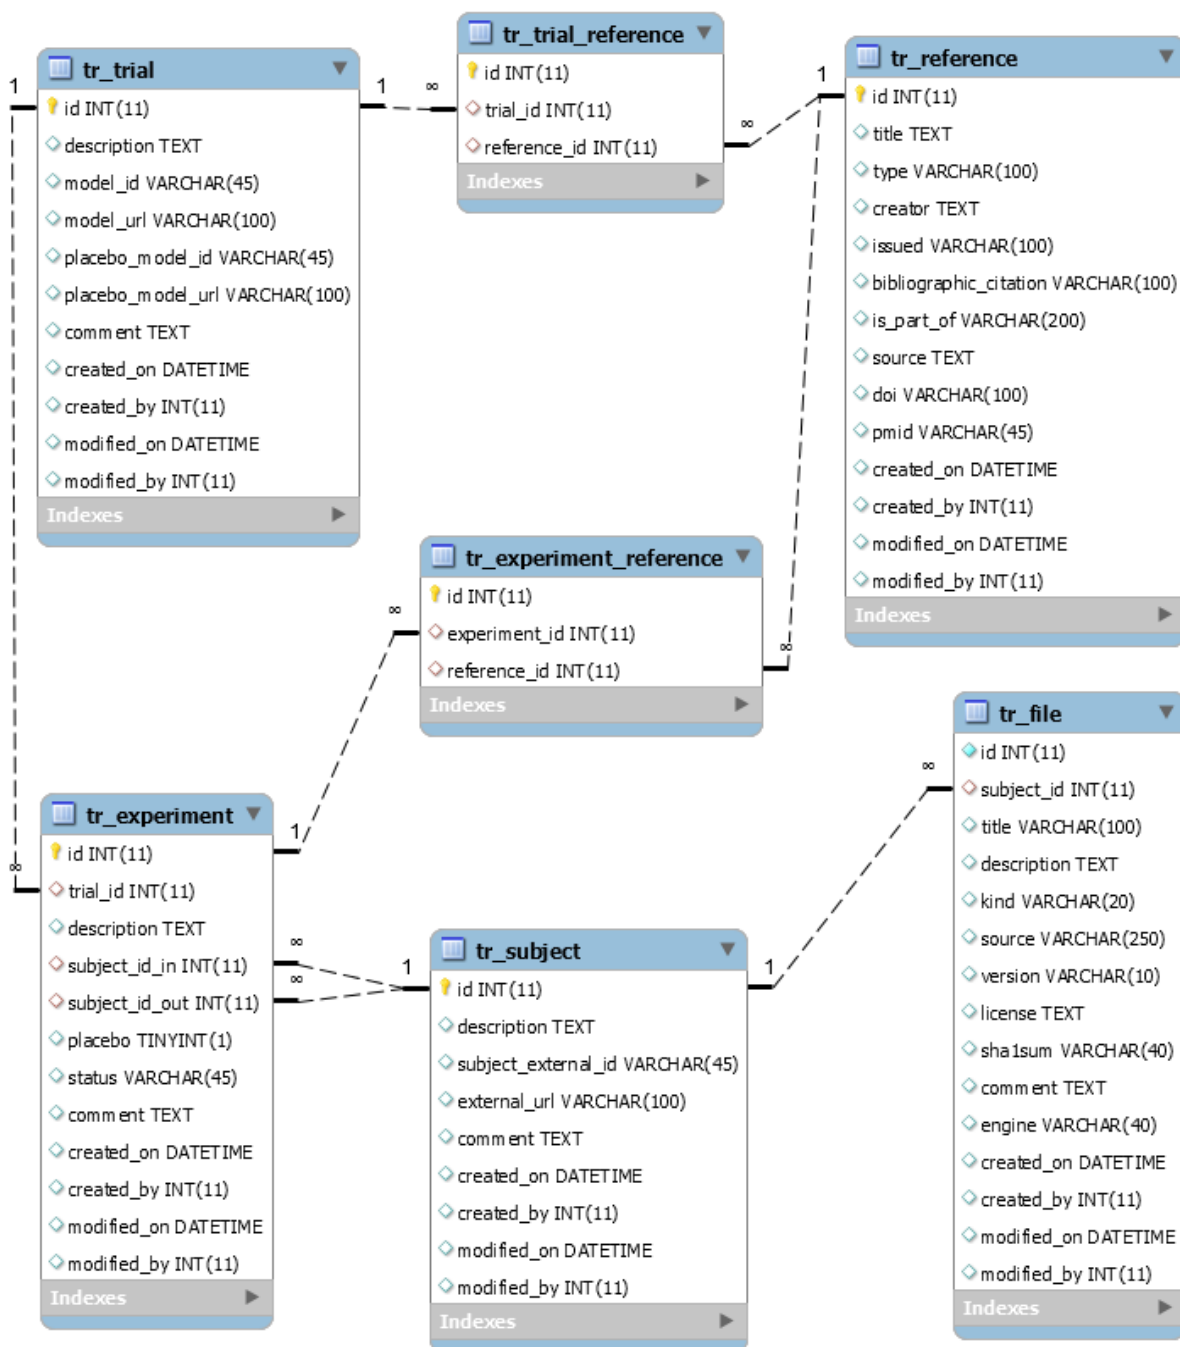 tr_trial
id INT(11)
description TEXT
model_id VARCHAR(45)
model_url VARCHAR(100)
placebo_model_id VARCHAR(45)
placebo_model_url VARCHAR(100)
comment TEXT
created_on DATETIME
created_by INT(11)
modified_on DATETIME
modified_by INT(11)
Indexes
1
1
∞
tr_trial_reference
id INT(11)
trial_id INT(11)
reference_id INT(11)
Indexes
∞
1
tr_reference
id INT(11)
title TEXT
type VARCHAR(100)
creator TEXT
issued VARCHAR(100)
bibliographic_citation VARCHAR(100)
is_part_of VARCHAR(200)
source TEXT
doi VARCHAR(100)
pmid VARCHAR(45)
created_on DATETIME
created_by INT(11)
modified_on DATETIME
modified_by INT(11)
Indexes
tr_experiment_reference
id INT(11)
experiment_id INT(11)
reference_id INT(11)
Indexes
∞
∞
tr_experiment
id INT(11)
trial_id INT(11)
description TEXT
subject_id_in INT(11)
subject_id_out INT(11)
placebo TINYINT(1)
status VARCHAR(45)
comment TEXT
created_on DATETIME
created_by INT(11)
modified_on DATETIME
modified_by INT(11)
Indexes
∞
1
∞
∞
1
tr_subject
id INT(11)
description TEXT
subject_external_id VARCHAR(45)
external_url VARCHAR(100)
comment TEXT
created_on DATETIME
created_by INT(11)
modified_on DATETIME
modified_by INT(11)
Indexes
1
∞
tr_file
id INT(11)
subject_id INT(11)
title VARCHAR(100)
description TEXT
kind VARCHAR(20)
source VARCHAR(250)
version VARCHAR(10)
license TEXT
sha1sum VARCHAR(40)
comment TEXT
engine VARCHAR(40)
created_on DATETIME
created_by INT(11)
modified_on DATETIME
modified_by INT(11)
Indexes